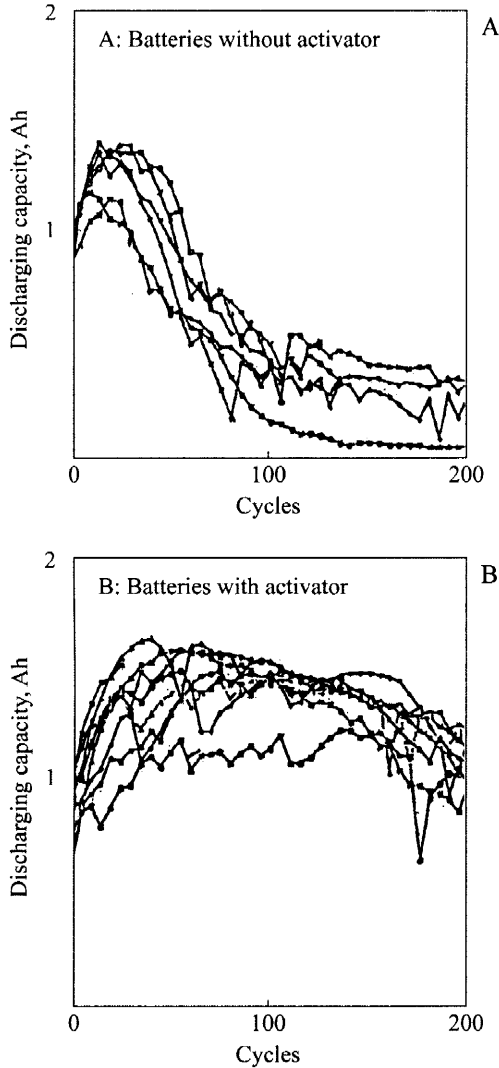 2
A
A: Batteries without activator
Discharging capacity, Ah
1
0
100
200
Cycles
2
B
B: Batteries with activator
Discharging capacity, Ah
1
0
100
200
Cycles